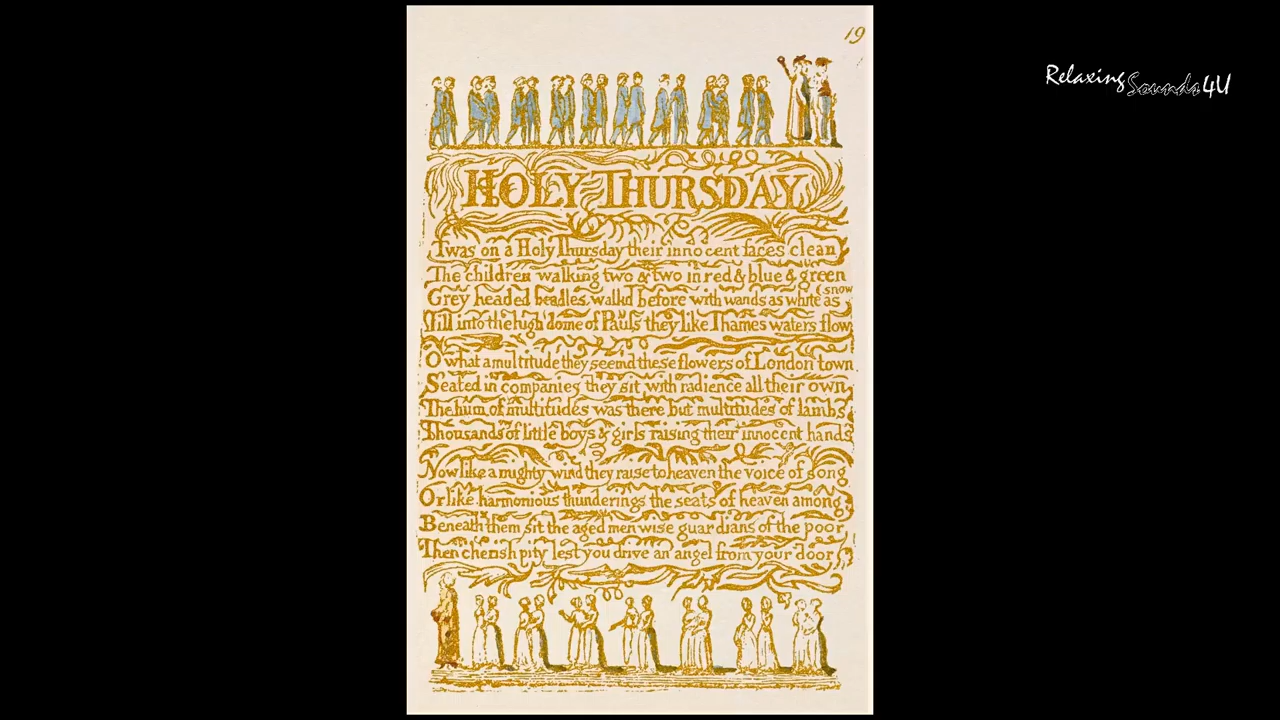 19
Relaxing
Sounds4U
HOLY THURSDAY
Twas on a Holy Thursday their innocent faces clean
The children walking two & two in red & blue & green
Grey headed beadles walkd before with wands as white as snow
Till into the high dome of Pauls they like Thames waters flow
O what a multitude they seemd these flowers of London town
Seated in companies they sit with radience all their own
The hum of multitudes was there but multitudes of lambs
Thousands of little boys & girls raising their innocent hands
Now like a mighty wind they raise to heaven the voice of song
Or like harmonious thunderings the seats of heaven among
Beneath them sit the aged men wise guardians of the poor
Then cherish pity lest you drive an angel from your door